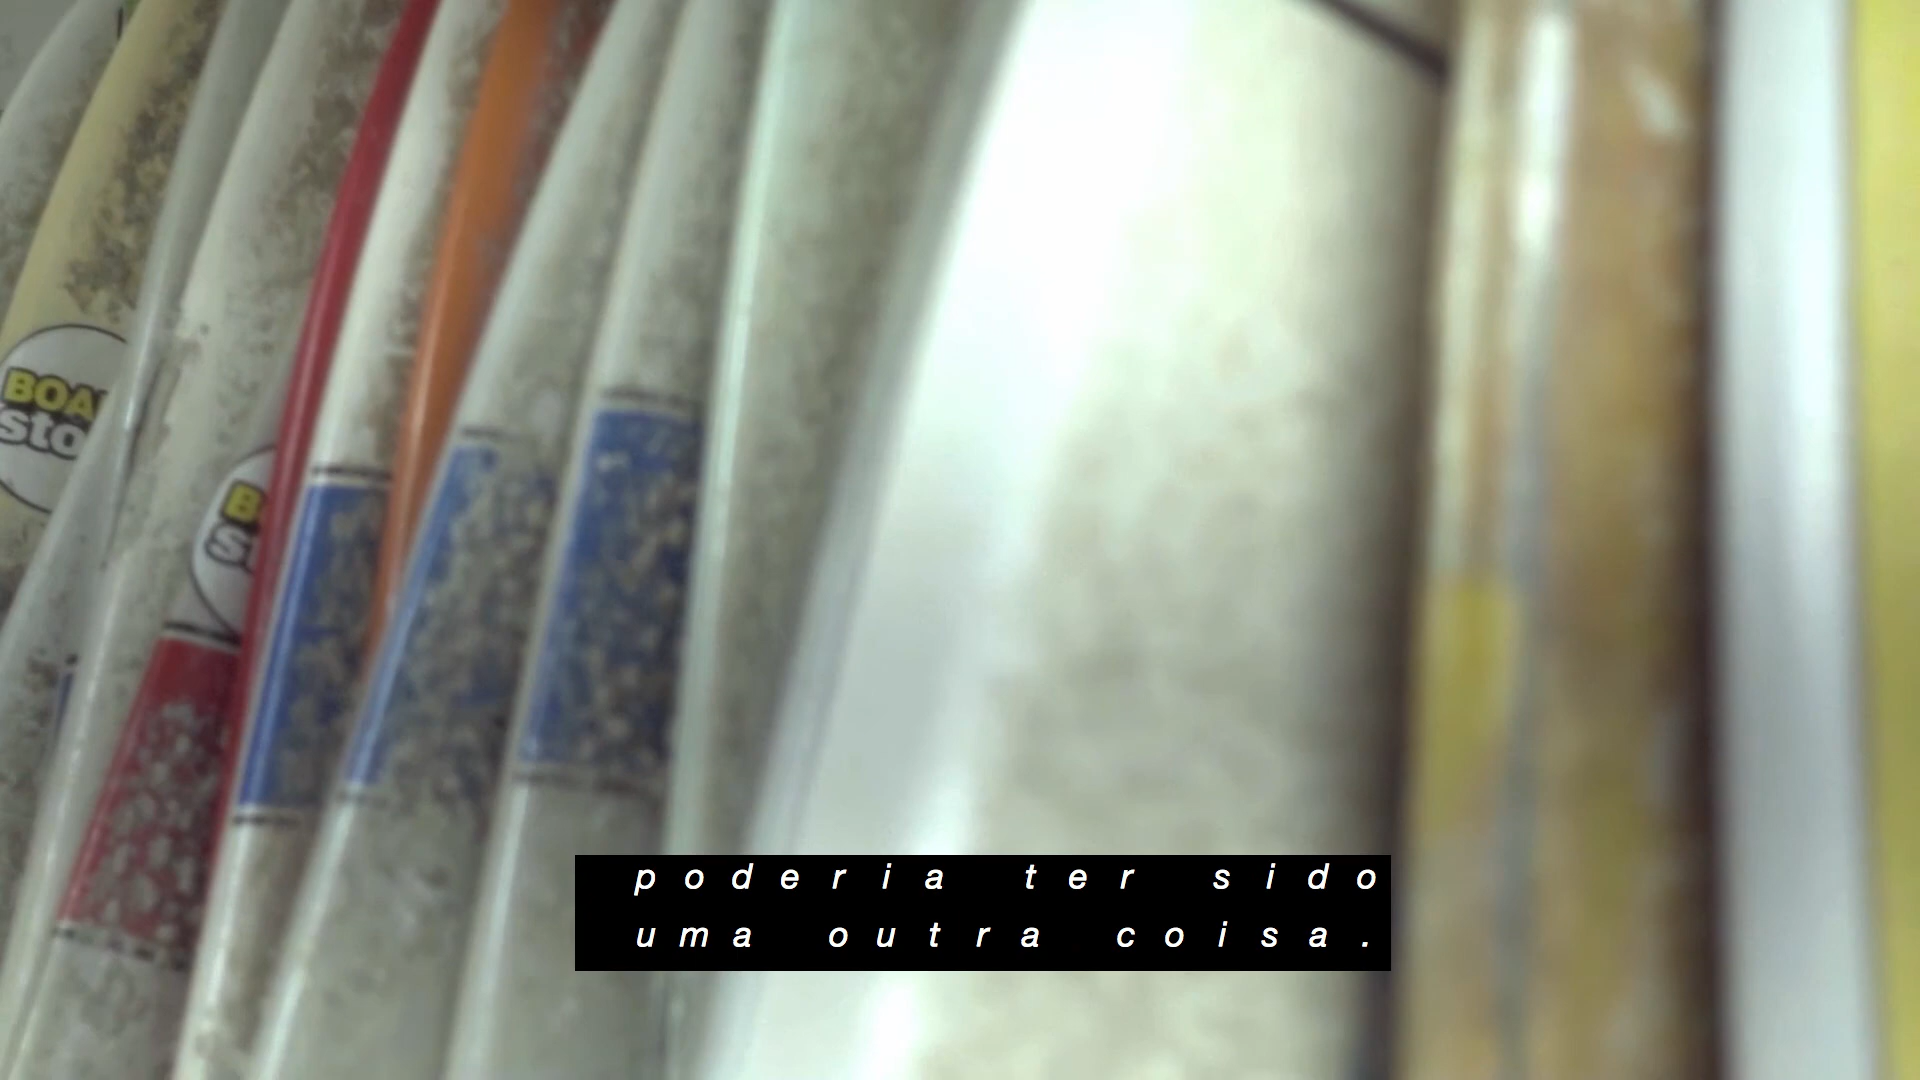 poderia ter sido
uma outra coisa.